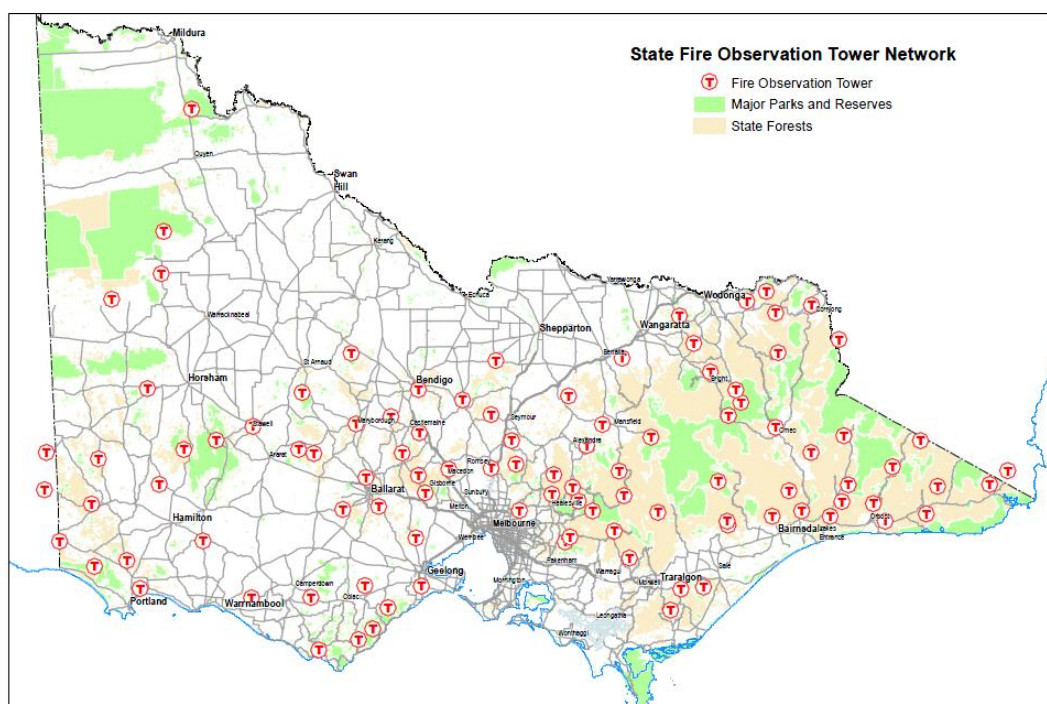 State Fire Observation Tower Network
T Fire Observation Tower
Major Parks and Reserves
State Forests
Mildura
Ouyen
Swan
Hill
Kerang
Echuca
Yarrawonga
Wodonga
Corryong
Warracknabeal
Shepparton
Wangaratta
Benalla
St Arnaud
Horsham
Bendigo
Bright
Stawell
Maryborough
Castlemaine
Seymour
Mansfield
Omeo
Ararat
Alexandra
Romsey
Macedon
Gisborne
Sunbury
Healesville
Ballarat
Melton
Hamilton
Melbourne
Werribee
Bairnsdale
Lakes
Entrance
Orbost
Pakenham
Warragul
Sale
Geelong
Mornington
Morwell
Traralgon
Camperdown
Colac
Portland
Warrnambool
Leongatha
Wonthaggi